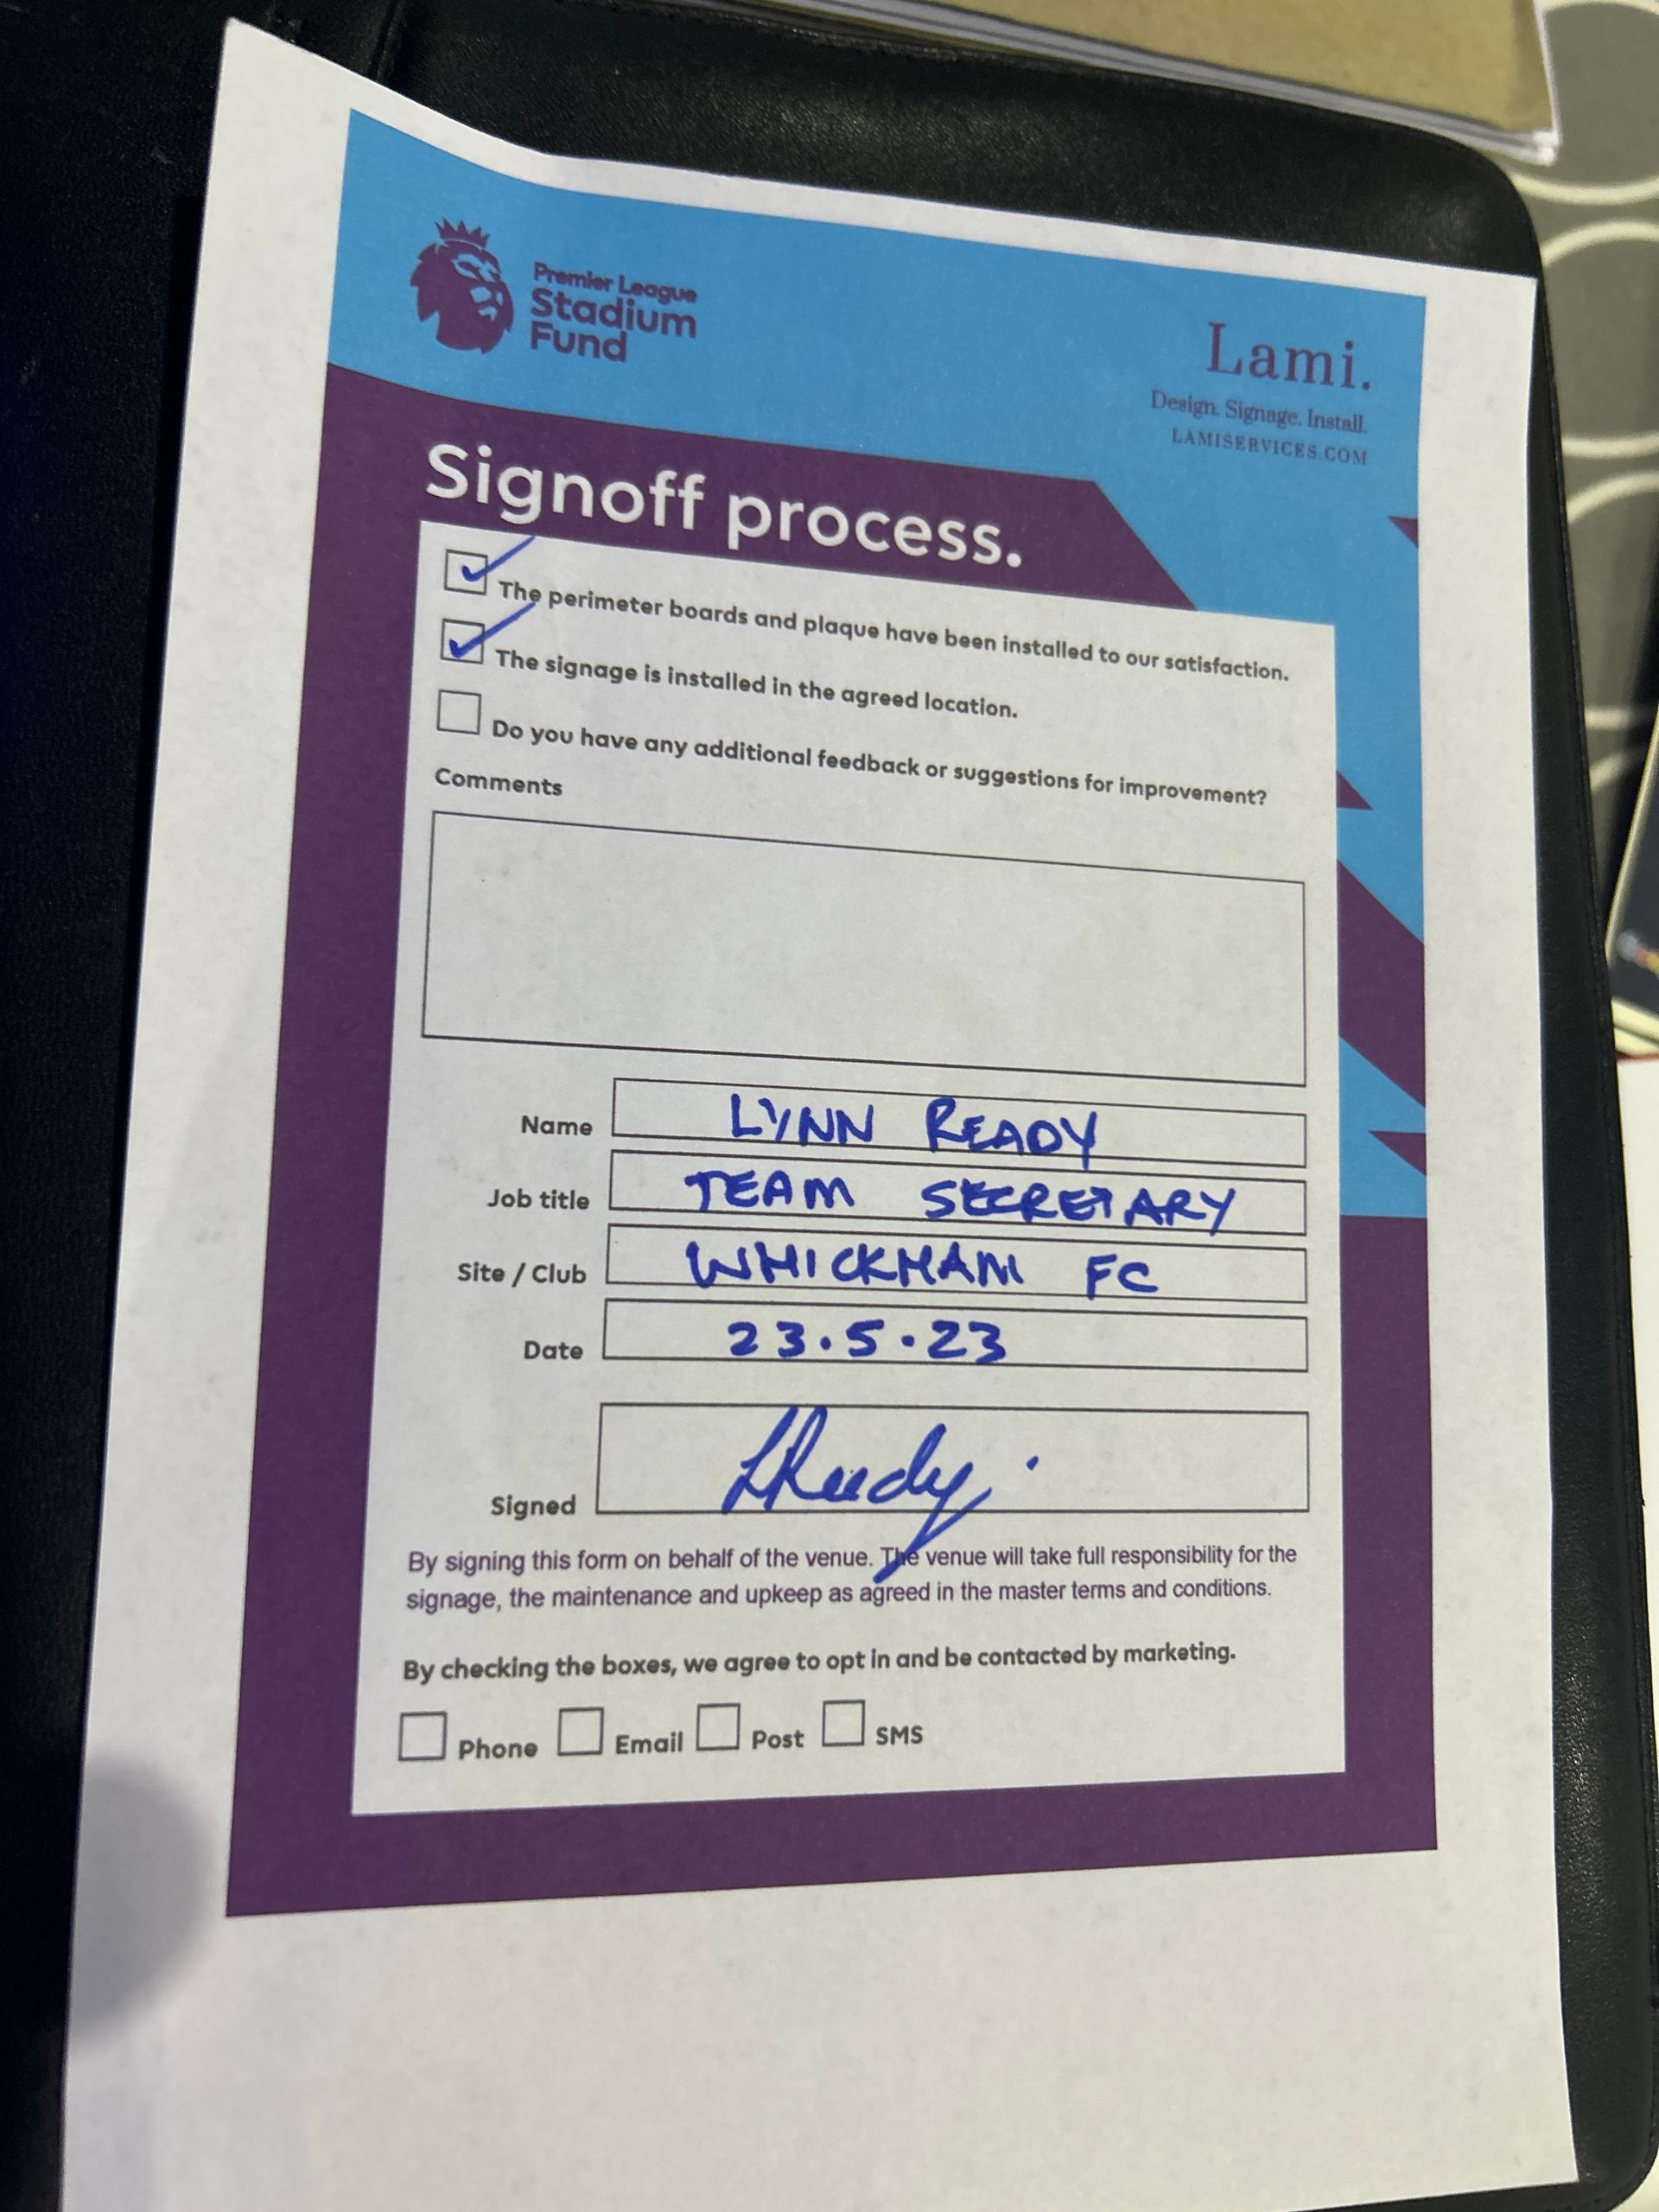 Premier League
Stadium
Fund
Lami.
Design. Signage. Install.
LAMISERVICES.COM
Signoff process.
The perimeter boards and plaque have been installed to our satisfaction.
The signage is installed in the agreed location.
Do you have any additional feedback or suggestions for improvement?
Comments
Name LYNN READY
Job title TEAM SECRETARY
Site / Club WHICKHAM FC
Date 23.5.23
Signed LReady.
By signing this form on behalf of the venue. The venue will take full responsibility for the
signage, the maintenance and upkeep as agreed in the master terms and conditions.
By checking the boxes, we agree to opt in and be contacted by marketing.
Phone Email Post SMS